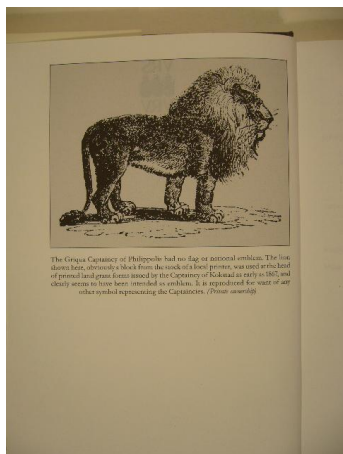 The Griqua Captaincy of Philippolis had no flag or national emblem. The lion
shown here, obviously a block from the stock of a local printer, was used at the head
of printed land grant forms issued by the Captaincy of Kokstad as early as 1867, and
clearly seems to have been intended as emblem. It is reproduced for want of any
other symbol representing the Captaincies. (Private ownership)